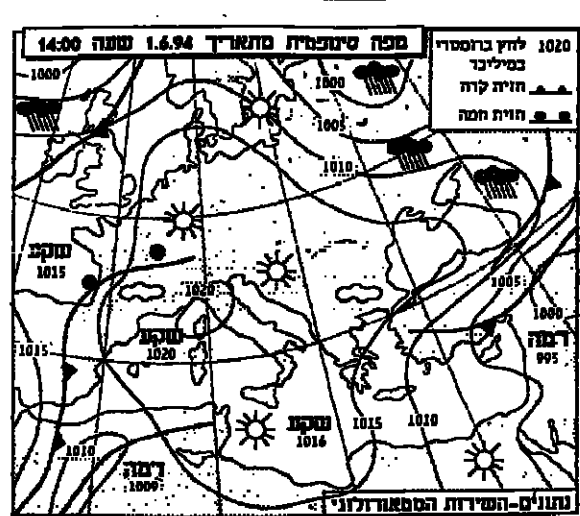 מפה סינופטית מתאריך 1.6.94 שעה 14:00
1020 לחץ ברומטרי
במיליבר
חזית קרה
חזית חמה
1000
1000
1005
1010
שקע
1015
1020
1005
1000
רמה
995
שקע
1020
1015
שקע
1016
1015
1010
1010
רמה
1009
נתונים-השירות המטאורולוגי